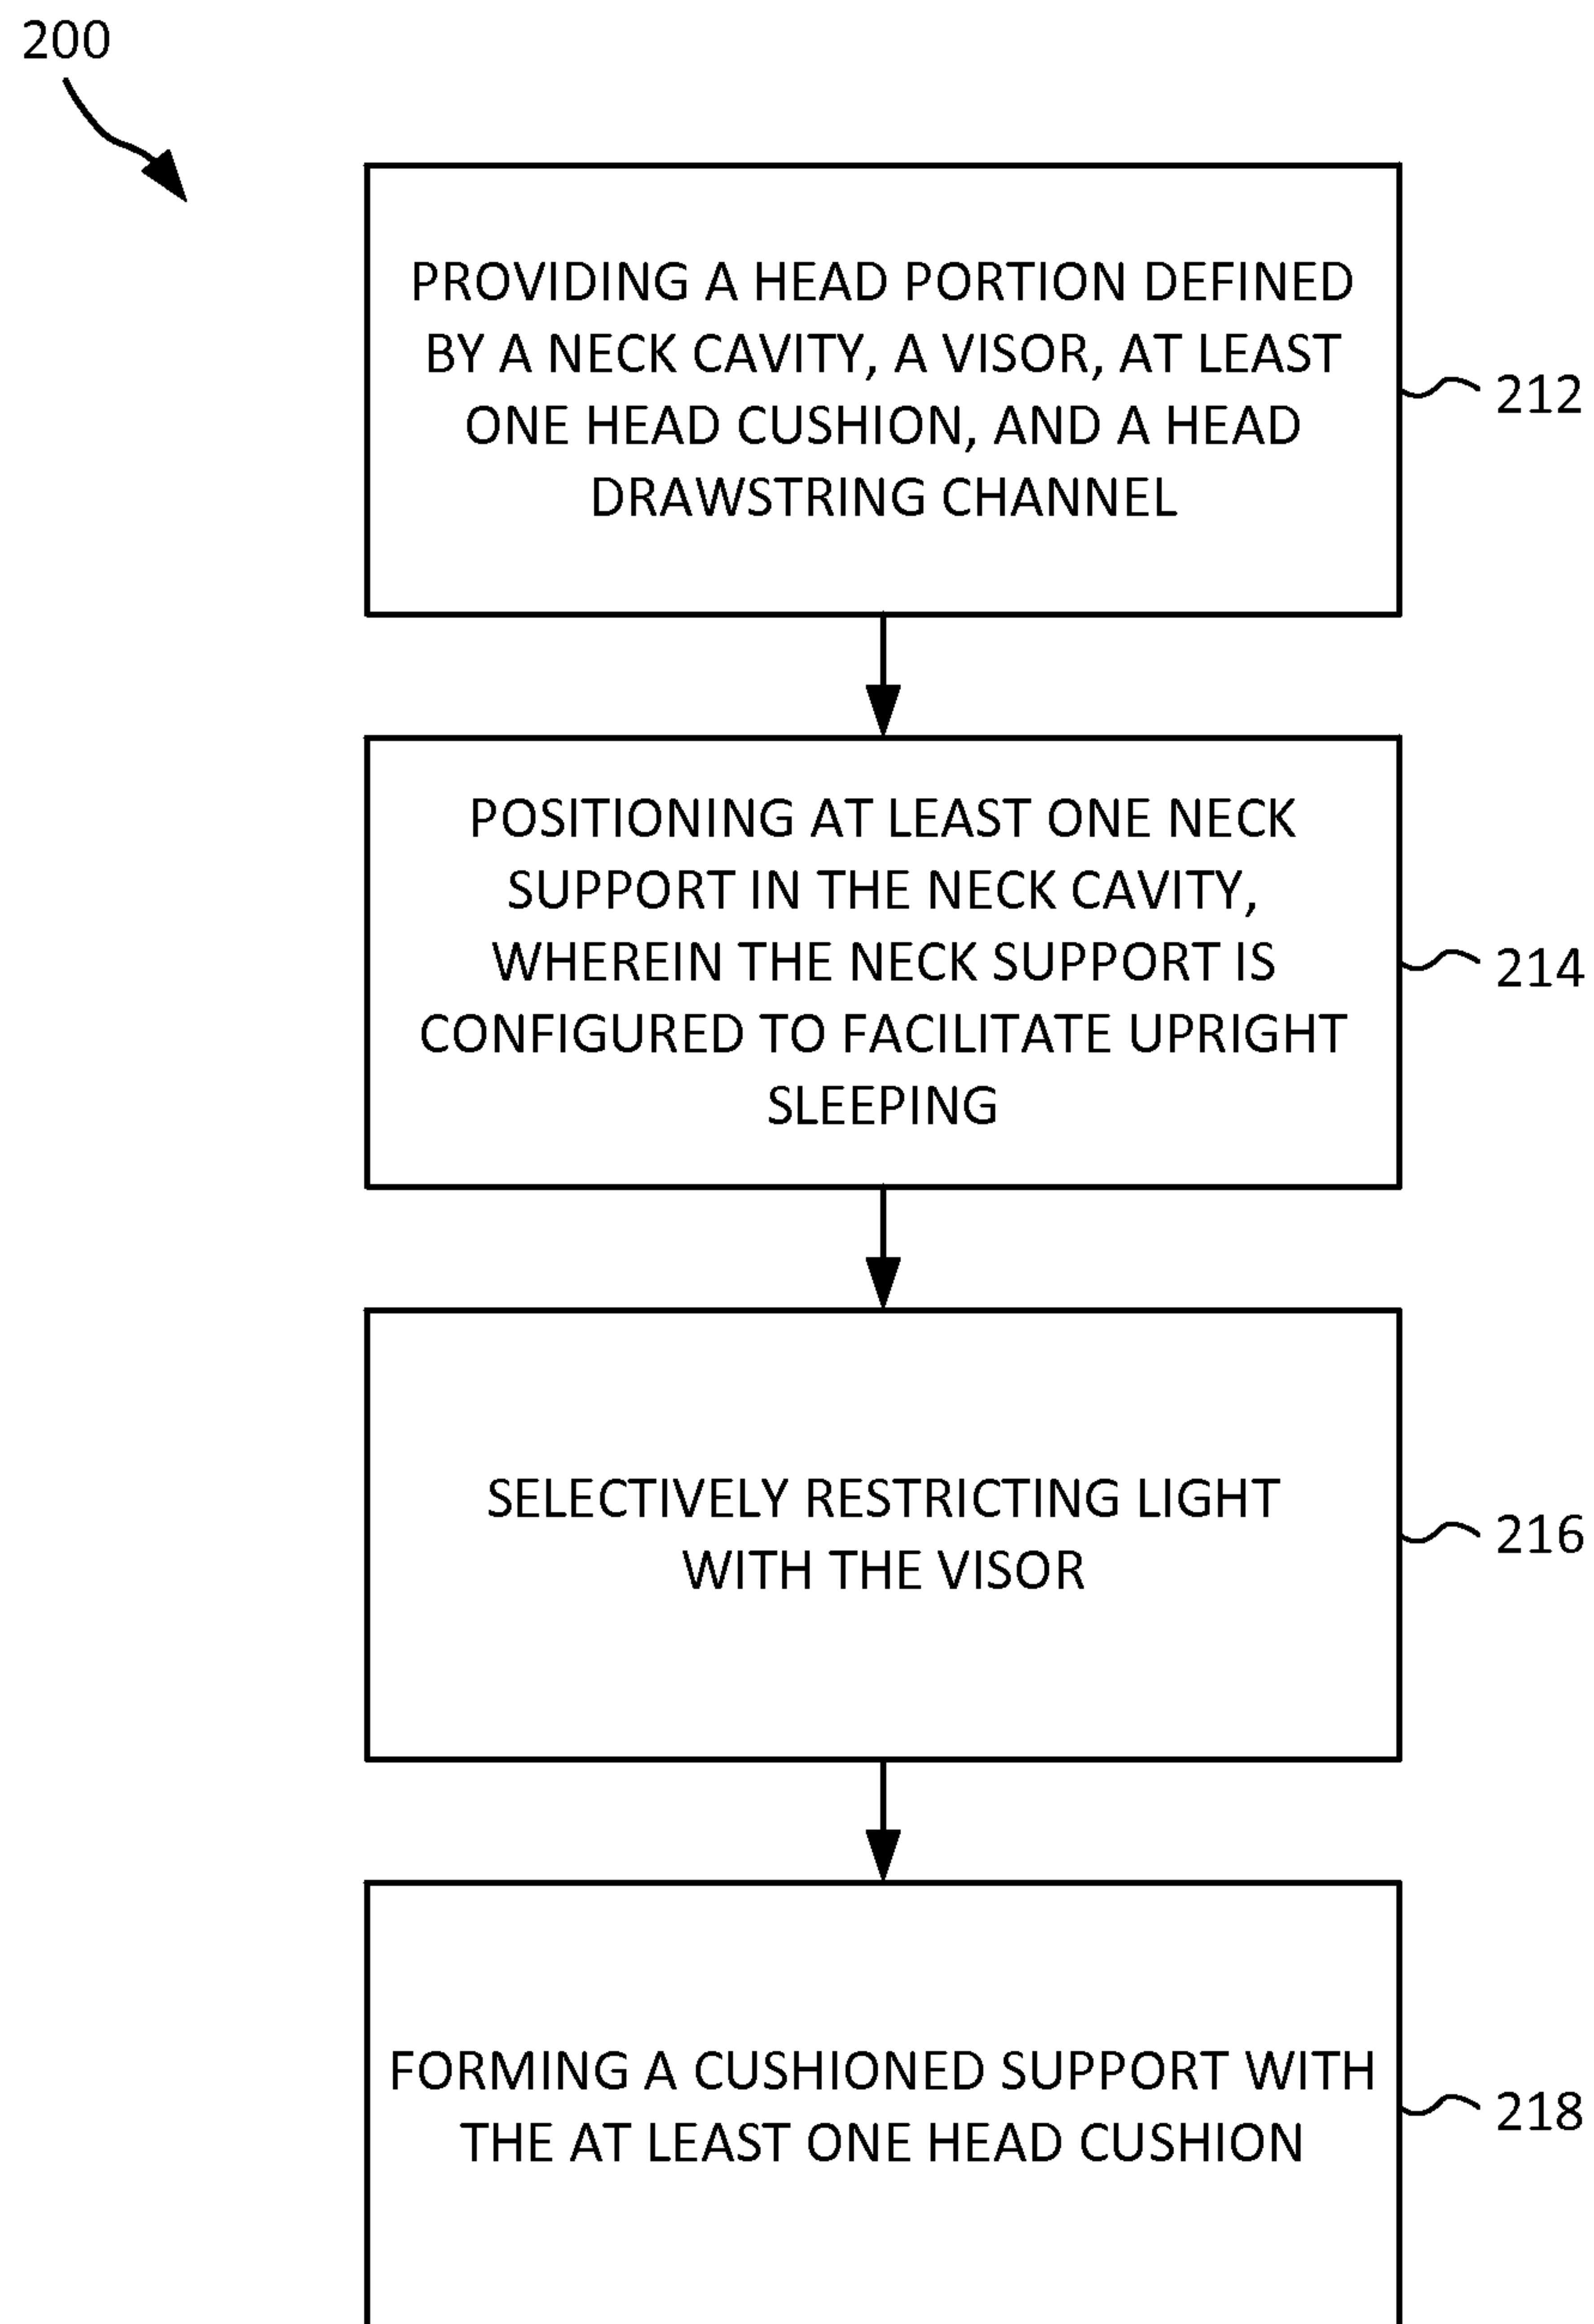 200
PROVIDING A HEAD PORTION DEFINED
BY A NECK CAVITY, A VISOR, AT LEAST
ONE HEAD CUSHION, AND A HEAD
DRAWSTRING CHANNEL
212
POSITIONING AT LEAST ONE NECK
SUPPORT IN THE NECK CAVITY,
WHEREIN THE NECK SUPPORT IS
CONFIGURED TO FACILITATE UPRIGHT
SLEEPING
214
SELECTIVELY RESTRICTING LIGHT
WITH THE VISOR
216
FORMING A CUSHIONED SUPPORT WITH
THE AT LEAST ONE HEAD CUSHION
218